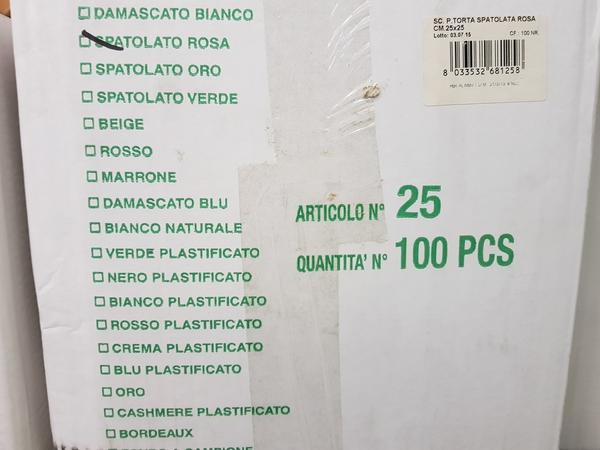 DAMASCATO BIANCO
SPATOLATO ROSA
SPATOLATO ORO
SPATOLATO VERDE
BEIGE
ROSSO
MARRONE
DAMASCATO BLU
BIANCO NATURALE
VERDE PLASTIFICATO
NERO PLASTIFICATO
BIANCO PLASTIFICATO
ROSSO PLASTIFICATO
CREMA PLASTIFICATO
BLU PLASTIFICATO
ORO
CASHMERE PLASTIFICATO
BORDEAUX
ARTICOLO N° 25
QUANTITA' N° 100 PCS
SC. P.TORTA SPATOLATA ROSA
CM.25x25
Lotto: 03.07.15 CF : 100 NR.
8 033532 681258